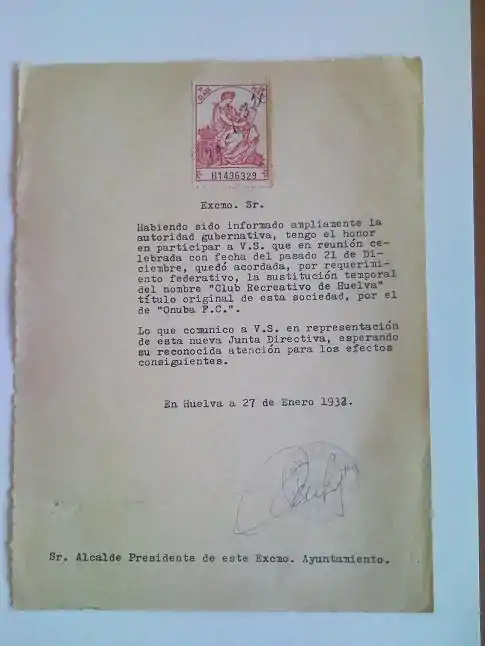 B1436329
Excmo. Sr.
Habiendo sido informado ampliamente la
autoridad gubernativa, tengo el honor
en participar a V.S. que en reunión ce-
lebrada con fecha del pasado 21 de Di-
ciembre, quedó acordada, por requerimi-
ento federativo, la sustitución temporal
del nombre "Club Recreativo de Huelva"
título original de esta sociedad, por el
de "Onuba F.C.".
Lo que comunico a V.S. en representación
de esta nueva Junta Directiva, esperando
su reconocida atención para los efectos
consiguientes.
En Huelva a 27 de Enero 1932.
Sr. Alcalde Presidente de este Excmo. Ayuntamiento.